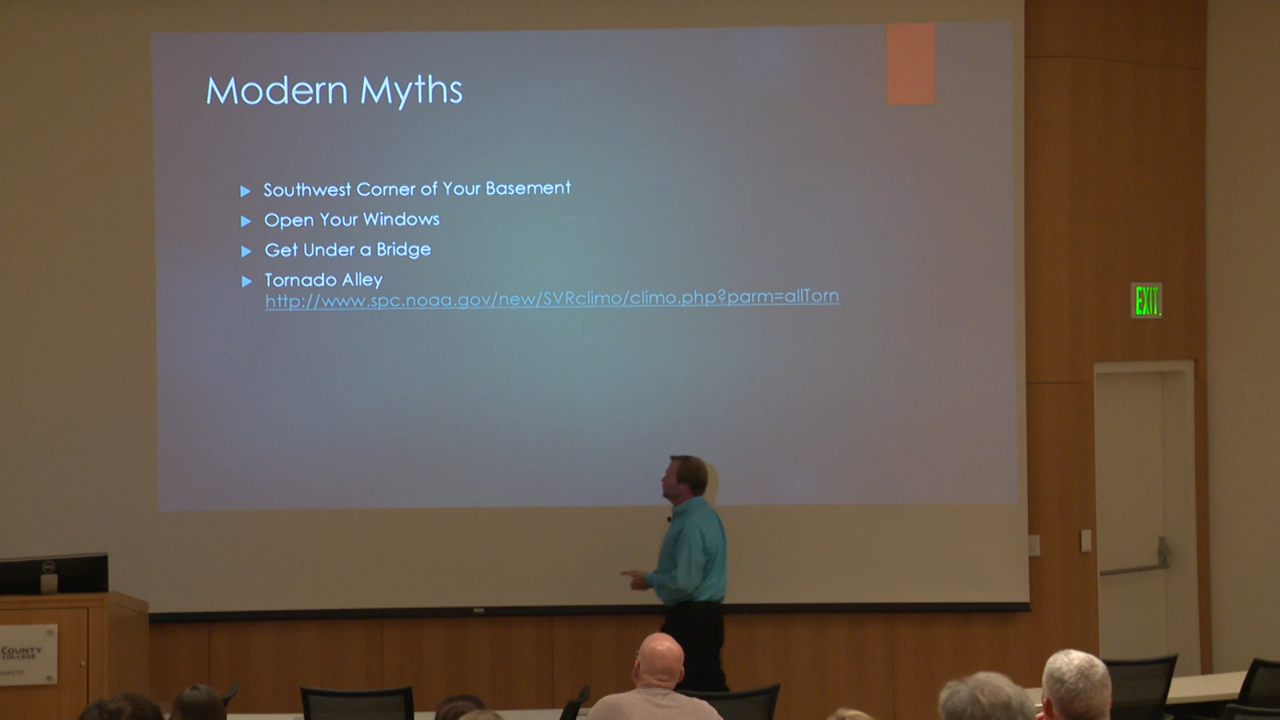 Modern Myths
Southwest Corner of Your Basement
Open Your Windows
Get Under a Bridge
Tornado Alley
http://www.spc.noaa.gov/new/SVRclimo/climo.php?parm=allTorn
EXIT
DELL
COUNTY
COLLEGE